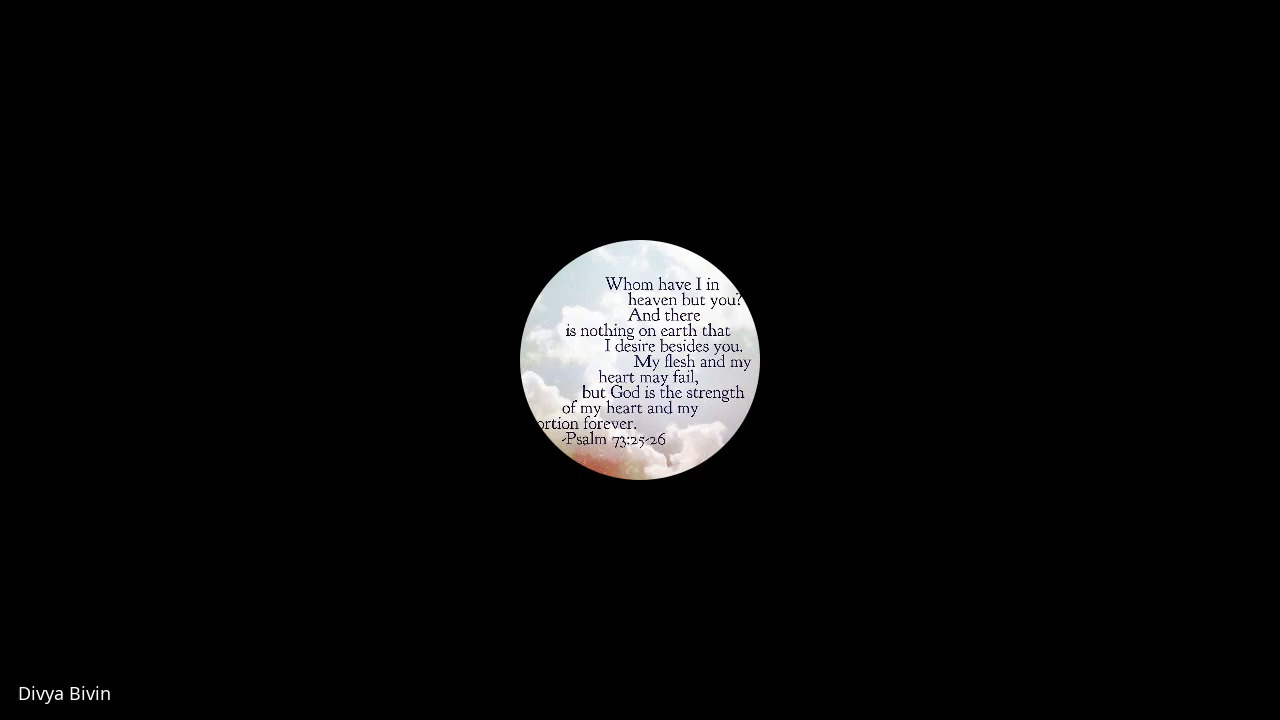 Whom have I in
heaven but you?
And there
is nothing on earth that
I desire besides you.
My flesh and my
heart may fail,
but God is the strength
of my heart and my
ortion forever.
-Psalm 73:25-26
Divya Bivin